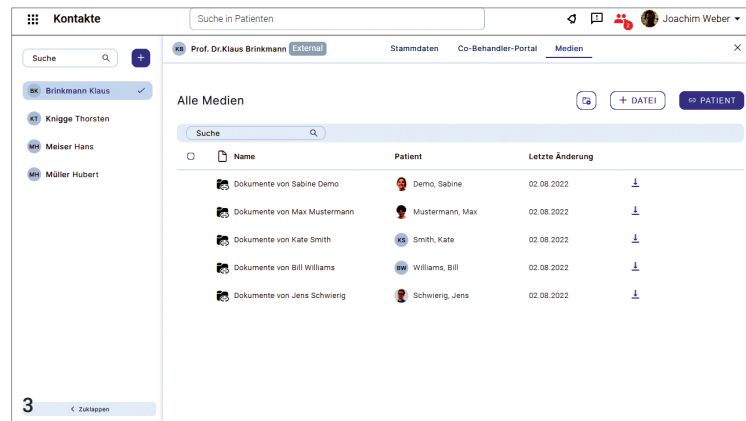 Kontakte
Suche in Patienten
2
Joachim Weber
Suche
+
BK Brinkmann Klaus
KT Knigge Thorsten
MH Meiser Hans
MH Müller Hubert
3
Zuklappen
KB Prof. Dr.Klaus Brinkmann External
Stammdaten Co-Behandler-Portal Medien
Alle Medien
+ DATEI
PATIENT
Suche
Name Patient Letzte Änderung
Dokumente von Sabine Demo Demo, Sabine 02.08.2022
Dokumente von Max Mustermann Mustermann, Max 02.08.2022
Dokumente von Kate Smith KS Smith, Kate 02.08.2022
Dokumente von Bill Williams BW Williams, Bill 02.08.2022
Dokumente von Jens Schwierig Schwierig, Jens 02.08.2022